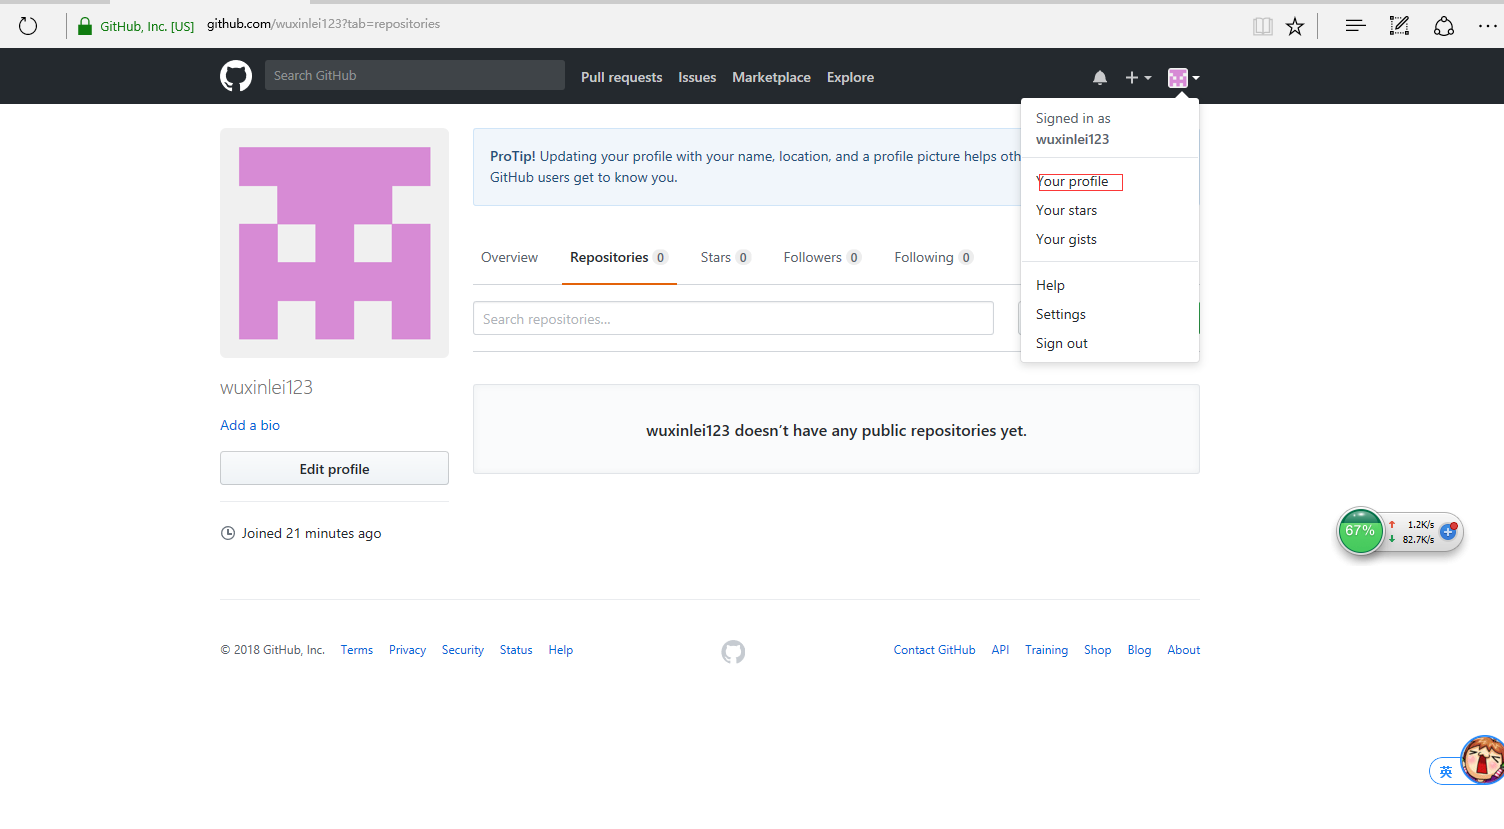 GitHub, Inc. [US] github.com/wuxinlei123?tab=repositories
Search GitHub Pull requests Issues Marketplace Explore
Signed in as
wuxinlei123
Your profile
Your stars
Your gists
Help
Settings
Sign out
ProTip! Updating your profile with your name, location, and a profile picture helps oth
GitHub users get to know you.
Overview Repositories 0 Stars 0 Followers 0 Following 0
Search repositories...
wuxinlei123
Add a bio
Edit profile
Joined 21 minutes ago
wuxinlei123 doesn’t have any public repositories yet.
67% 1.2K/s
82.7K/s
© 2018 GitHub, Inc. Terms Privacy Security Status Help Contact GitHub API Training Shop Blog About
英